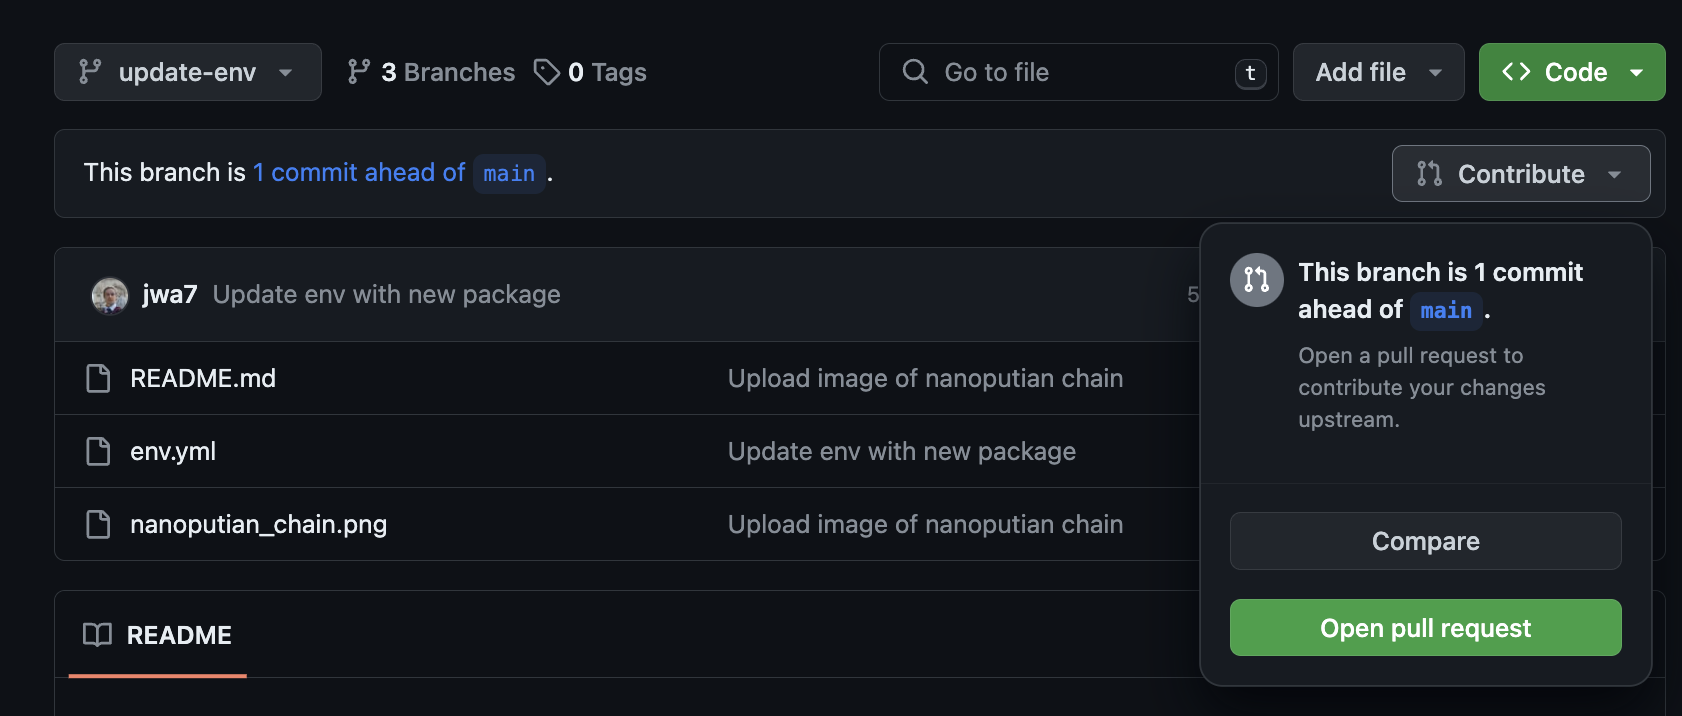 update-env
3 Branches
0 Tags
Go to file
t
Add file
Code
This branch is 1 commit ahead of main.
Contribute
jwa7 Update env with new package
5
This branch is 1 commit
ahead of main.
Open a pull request to
contribute your changes
upstream.
Compare
Open pull request
README.md Upload image of nanoputian chain
env.yml Update env with new package
nanoputian_chain.png Upload image of nanoputian chain
README